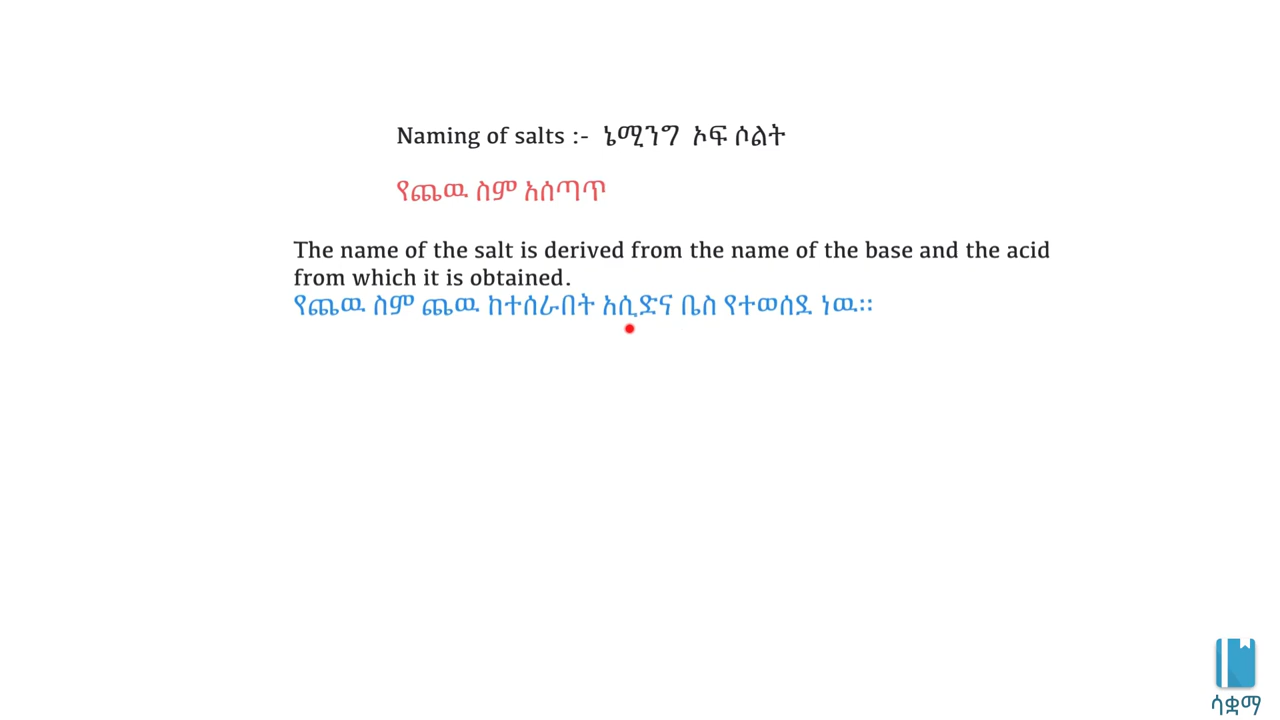 Naming of salts :- ኔሚንግ ኦፍ ሶልት
የጨዉ ስም አሰጣጥ
The name of the salt is derived from the name of the base and the acid
from which it is obtained.
የጨዉ ስም ጨዉ ከተሰራበት አሲድና ቤስ የተወሰደ ነዉ፡፡
ሳቋማ